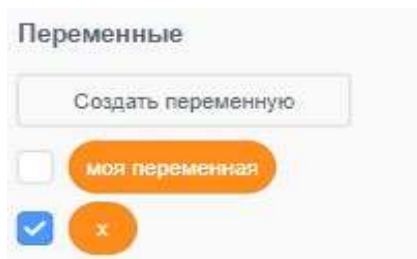 Переменные
Создать переменную
моя переменная
x